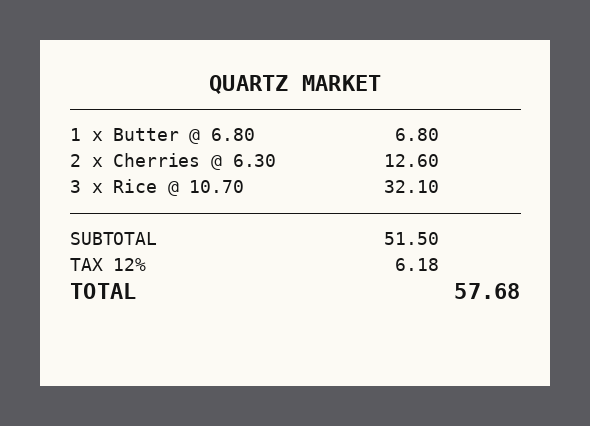 QUARTZ MARKET
1 x Butter @ 6.80 6.80
2 x Cherries @ 6.30 12.60
3 x Rice @ 10.70 32.10
SUBTOTAL 51.50
TAX 12% 6.18
TOTAL 57.68